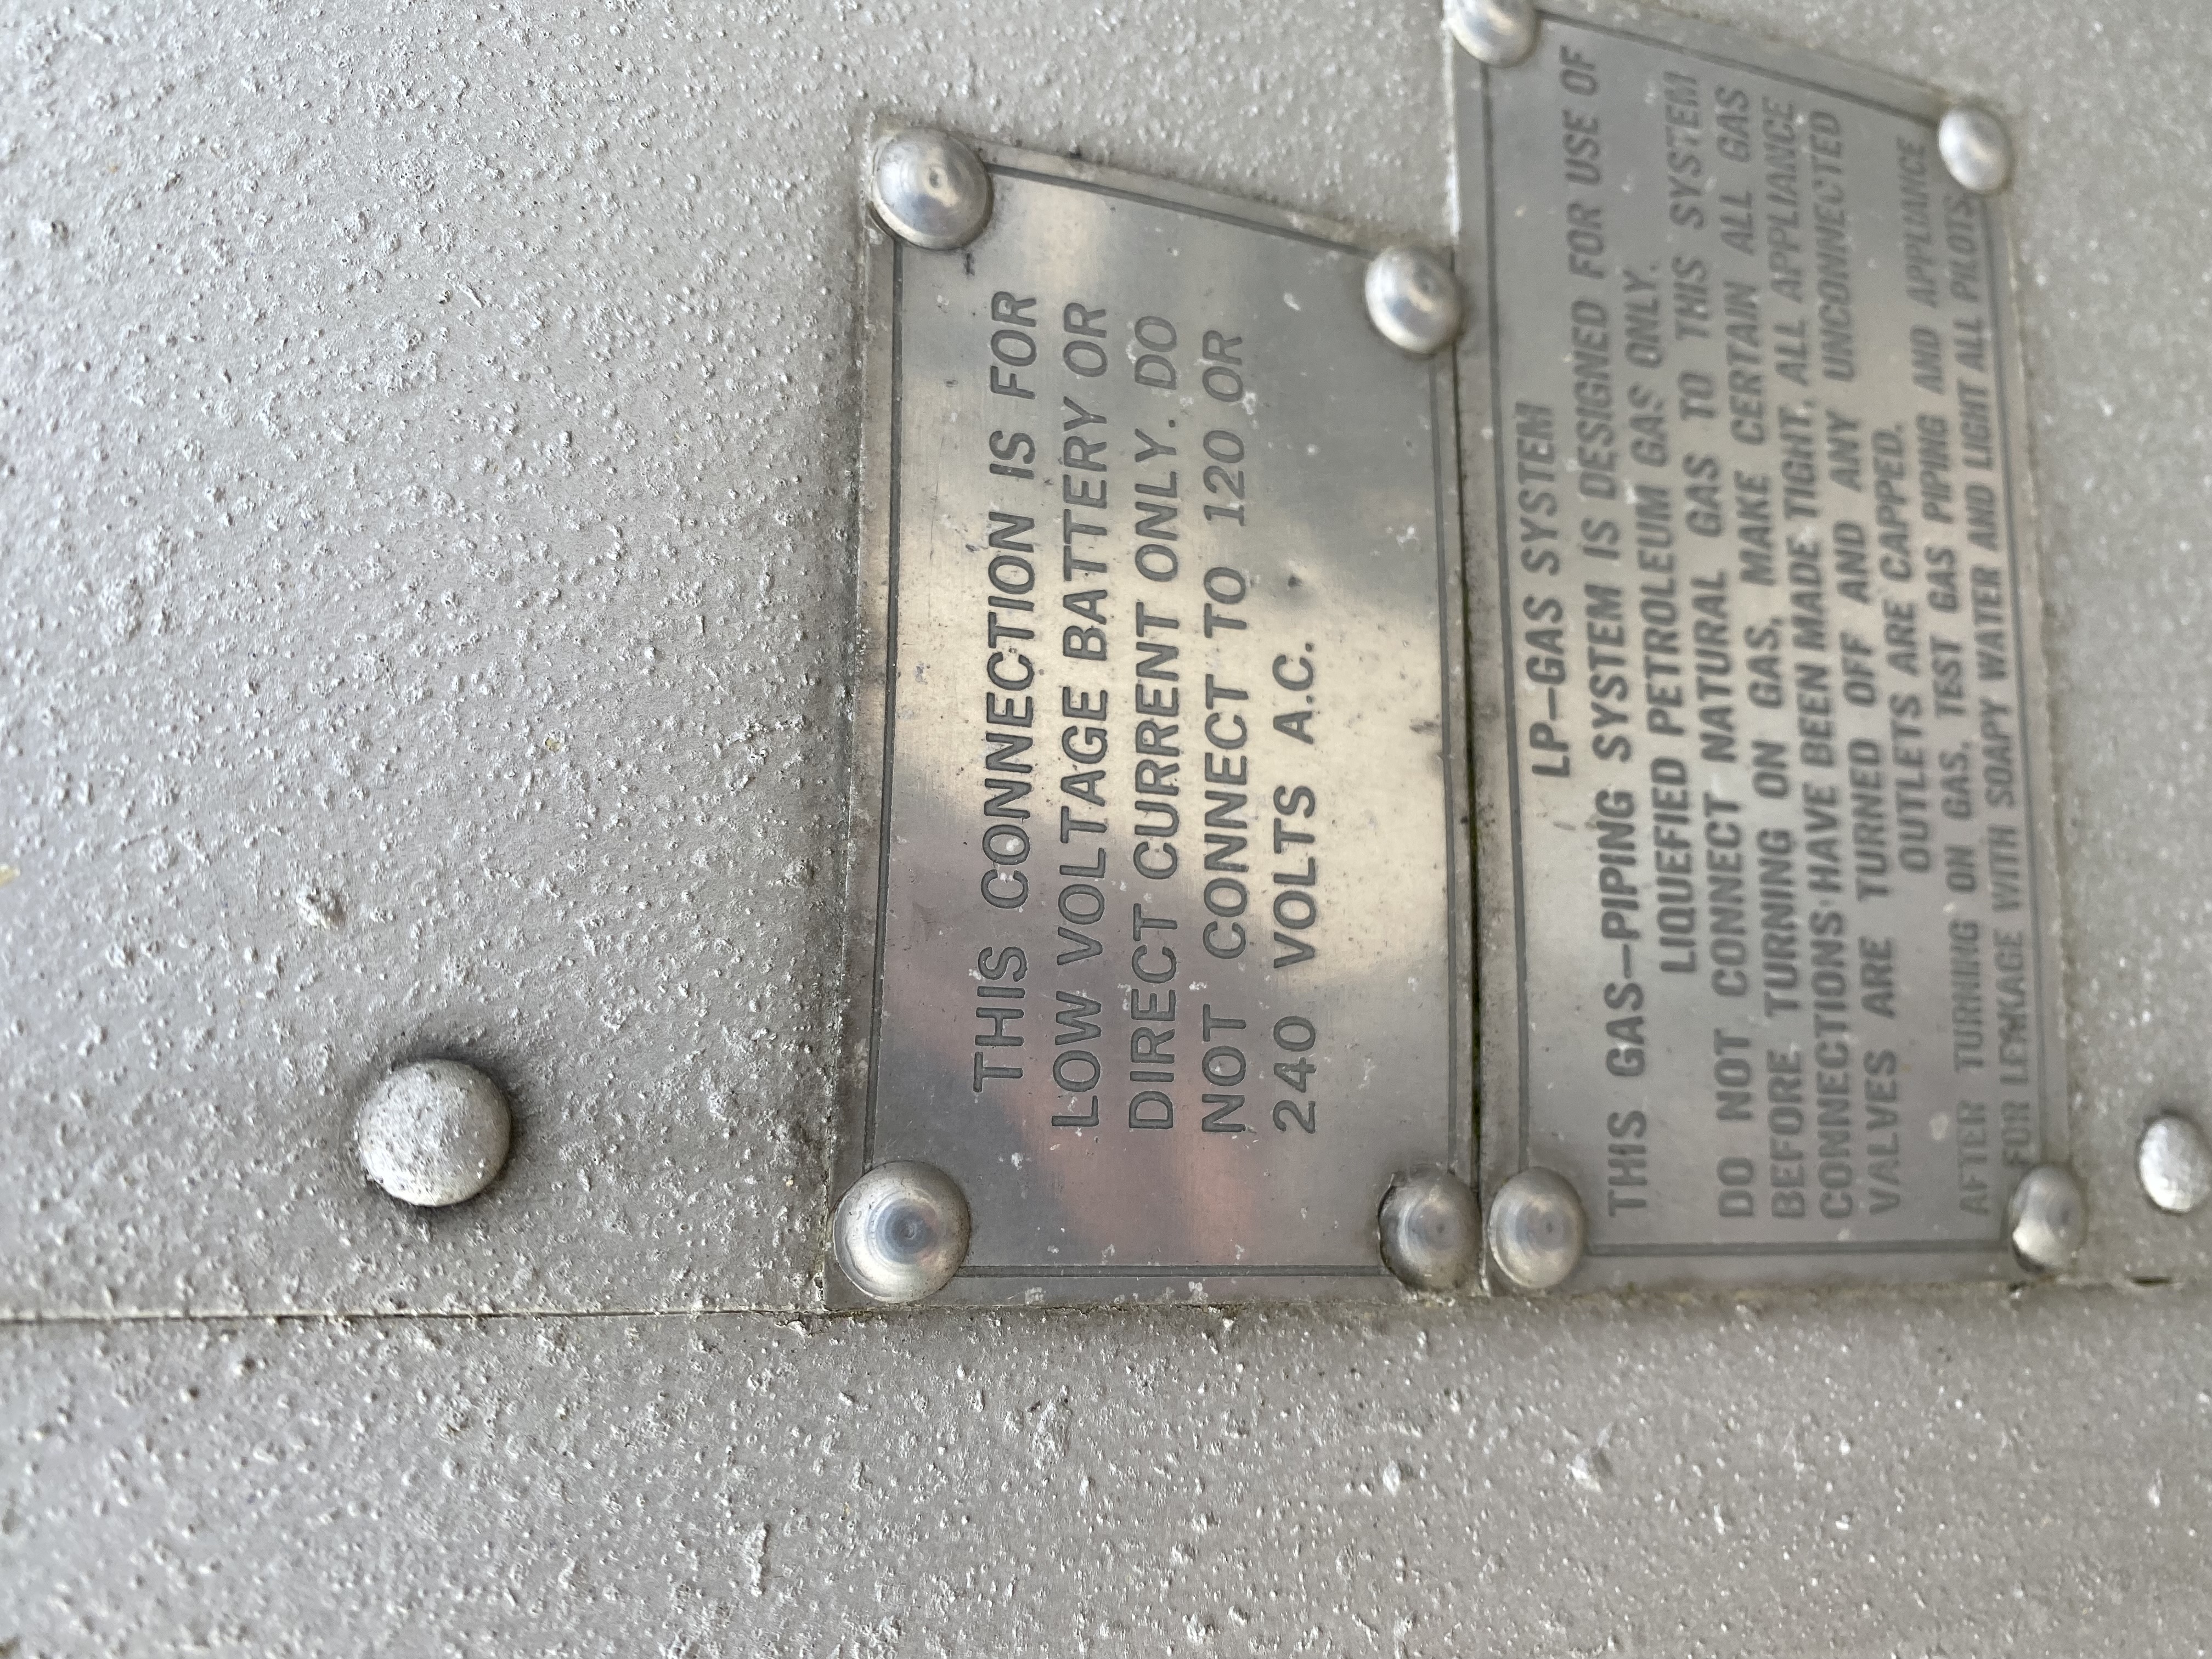 THIS CONNECTION IS FOR
LOW VOLTAGE BATTERY OR
DIRECT CURRENT ONLY. DO
NOT CONNECT TO 120 OR
240 VOLTS A.C.
LP-GAS SYSTEM
THIS GAS-PIPING SYSTEM IS DESIGNED FOR USE OF
LIQUEFIED PETROLEUM GAS ONLY.
DO NOT CONNECT NATURAL GAS TO THIS SYSTEM
BEFORE TURNING ON GAS, MAKE CERTAIN ALL GAS
CONNECTIONS HAVE BEEN MADE TIGHT, ALL APPLIANCE
VALVES ARE TURNED OFF AND ANY UNCONNECTED
OUTLETS ARE CAPPED.
AFTER TURNING ON GAS, TEST GAS PIPING AND APPLIANCE
FOR LEAKAGE WITH SOAPY WATER AND LIGHT ALL PILOTS.